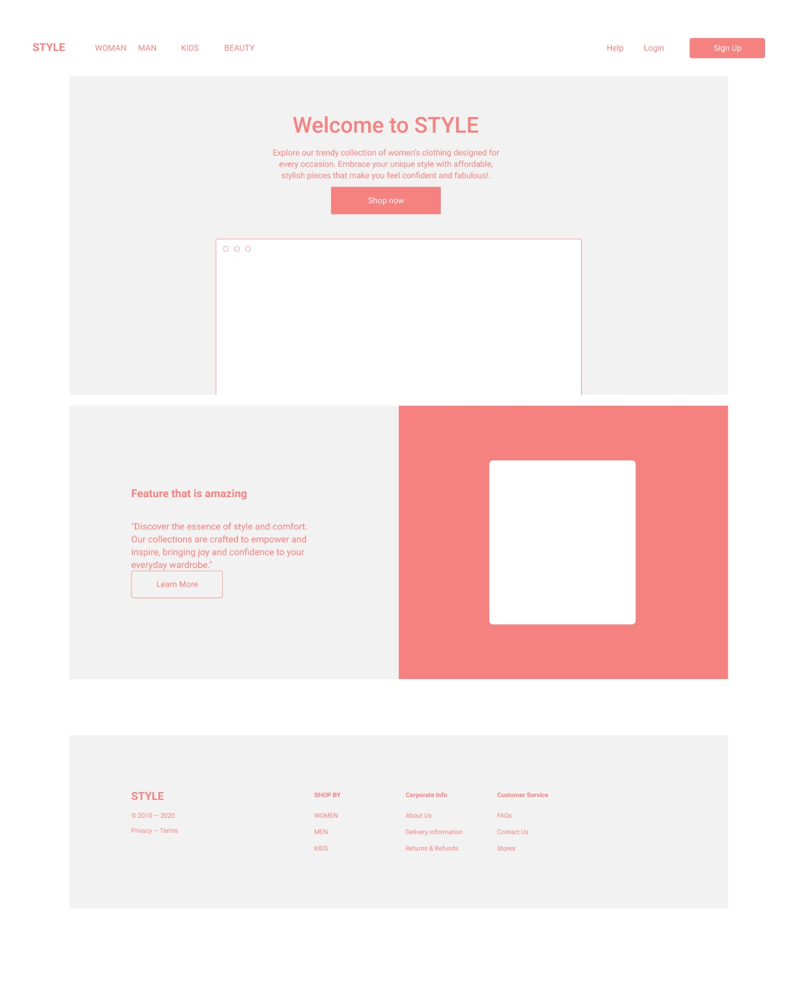 STYLE WOMAN MAN KIDS BEAUTY Help Login Sign Up
Welcome to STYLE
Explore our trendy collection of women's clothing designed for
every occasion. Embrace your unique style with affordable,
stylish pieces that make you feel confident and fabulous!.
Shop now
Feature that is amazing
"Discover the essence of style and comfort.
Our collections are crafted to empower and
inspire, bringing joy and confidence to your
everyday wardrobe."
Learn More
STYLE
© 2010 — 2020
Privacy — Terms
SHOP BY
WOMEN
MEN
KIDS
Corporate Info
About Us
Delivery information
Returns & Refunds
Customer Service
FAQs
Contact Us
Stores